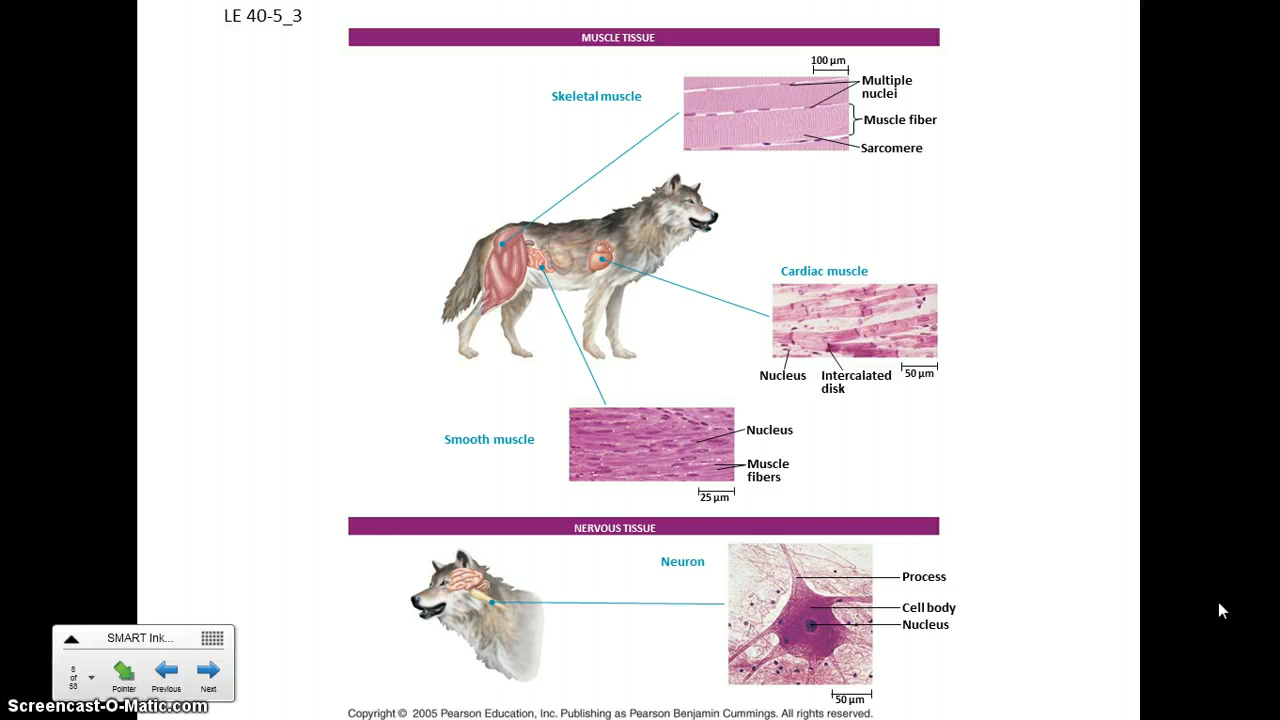 LE 40-5_3
MUSCLE TISSUE
100 µm
Skeletal muscle
Multiple
nuclei
Muscle fiber
Sarcomere
Cardiac muscle
Nucleus
Intercalated
disk
50 µm
Smooth muscle
Nucleus
Muscle
fibers
25 µm
NERVOUS TISSUE
Neuron
Process
Cell body
Nucleus
50 µm
SMART Ink...
8
of
53
Pointer
Previous
Next
Screencast-O-Matic.com
Copyright © 2005 Pearson Education, Inc. Publishing as Pearson Benjamin Cummings. All rights reserved.